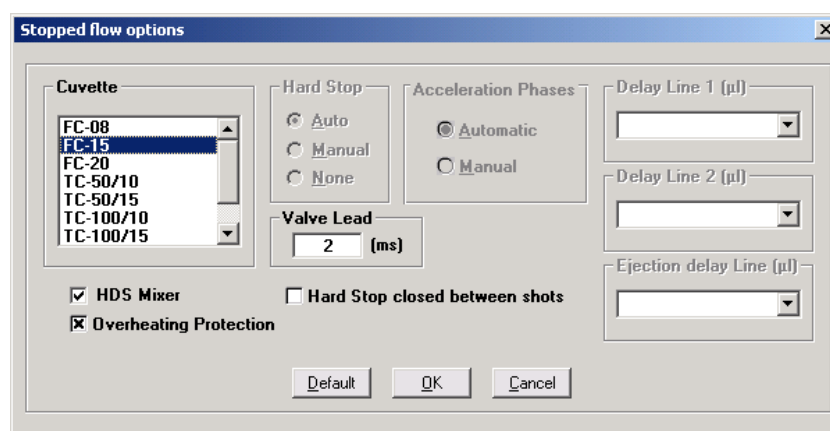 Stopped flow options
Cuvette
FC-08
FC-15
FC-20
TC-50/10
TC-50/15
TC-100/10
TC-100/15
Hard Stop
Auto
Manual
None
Acceleration Phases
Automatic
Manual
Valve Lead
2 (ms)
Delay Line 1 (µl)
Delay Line 2 (µl)
Ejection delay Line (µl)
HDS Mixer
Hard Stop closed between shots
Overheating Protection
Default OK Cancel